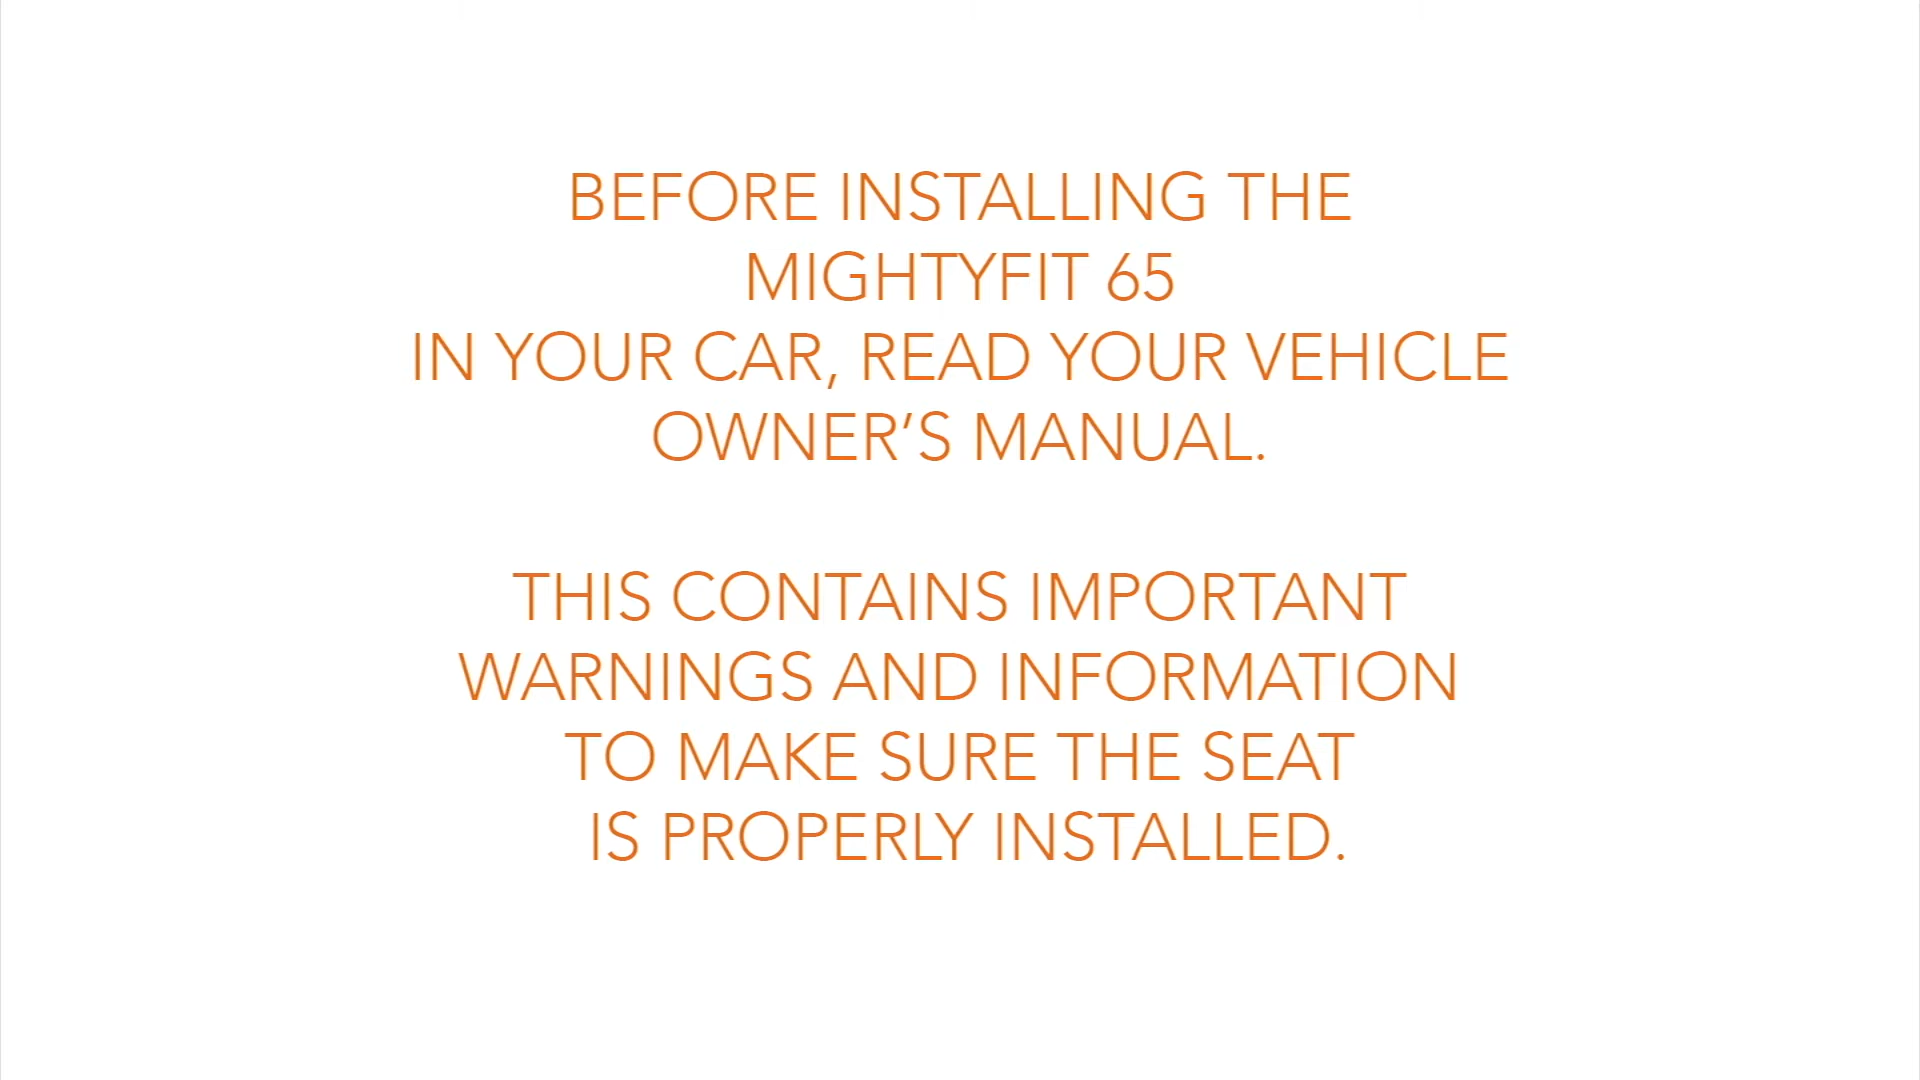 BEFORE INSTALLING THE
MIGHTYFIT 65
IN YOUR CAR, READ YOUR VEHICLE
OWNER’S MANUAL.
THIS CONTAINS IMPORTANT
WARNINGS AND INFORMATION
TO MAKE SURE THE SEAT
IS PROPERLY INSTALLED.